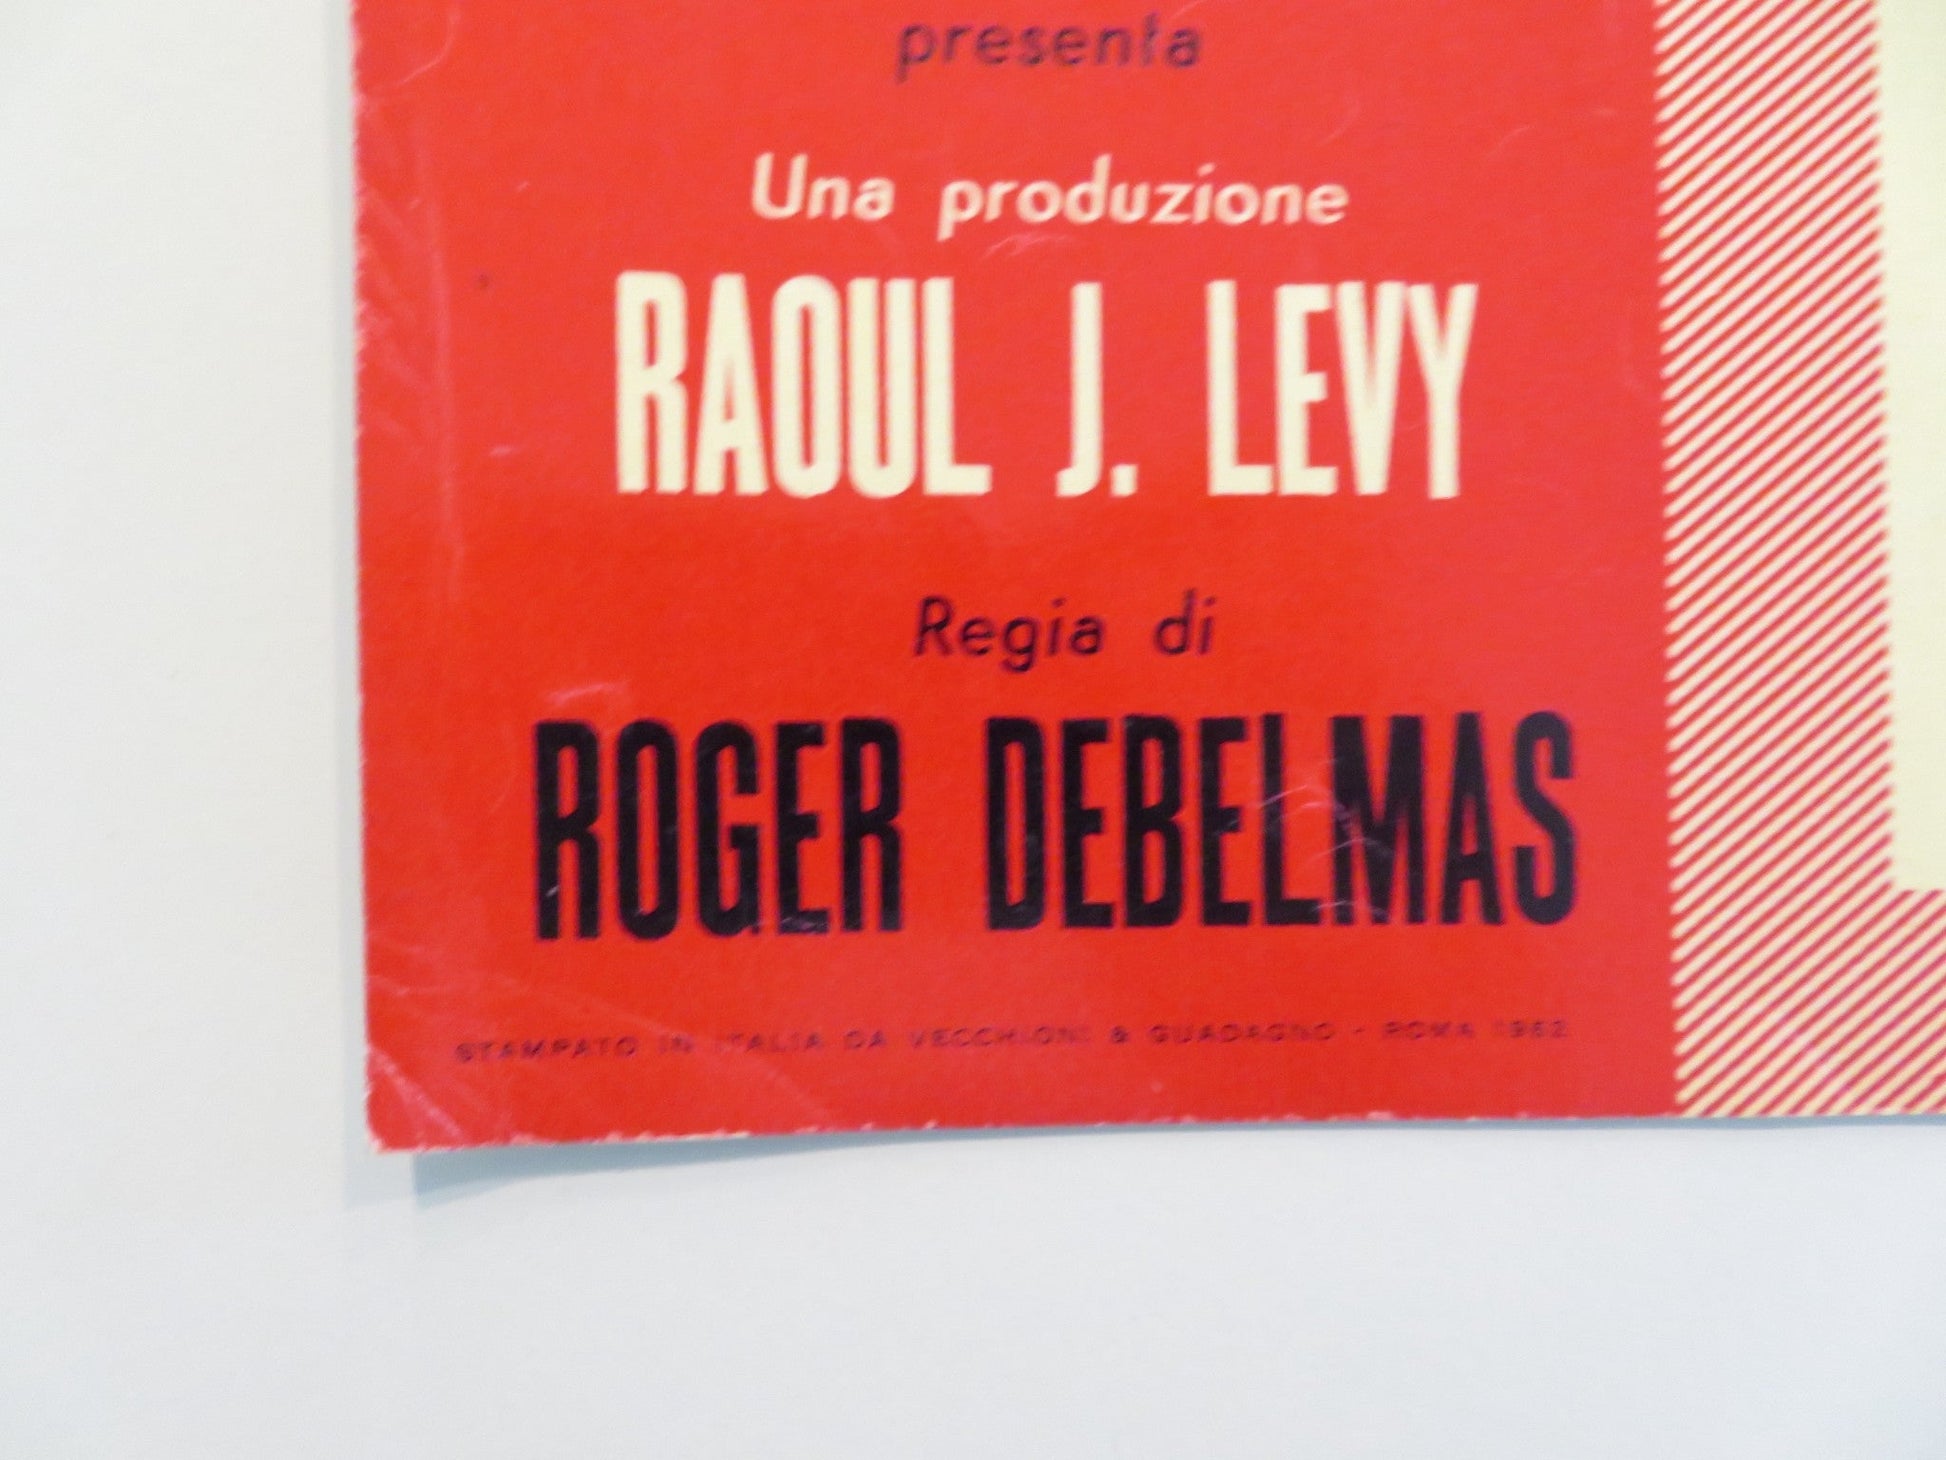 presenta
Una produzione
RAOUL J. LEVY
Regia di
ROGER DEBELMAS
STAMPATO IN ITALIA DA VECCHIONI & GUADAGNO - ROMA 1962